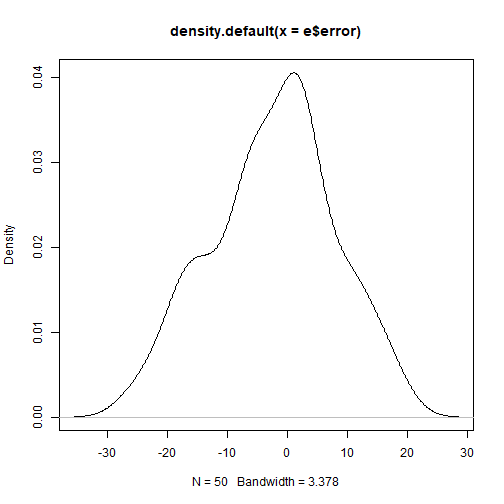 density.default(x = e$error)
Density
0.04
0.03
0.02
0.01
0.00
-30 -20 -10 0 10 20 30
N = 50 Bandwidth = 3.378